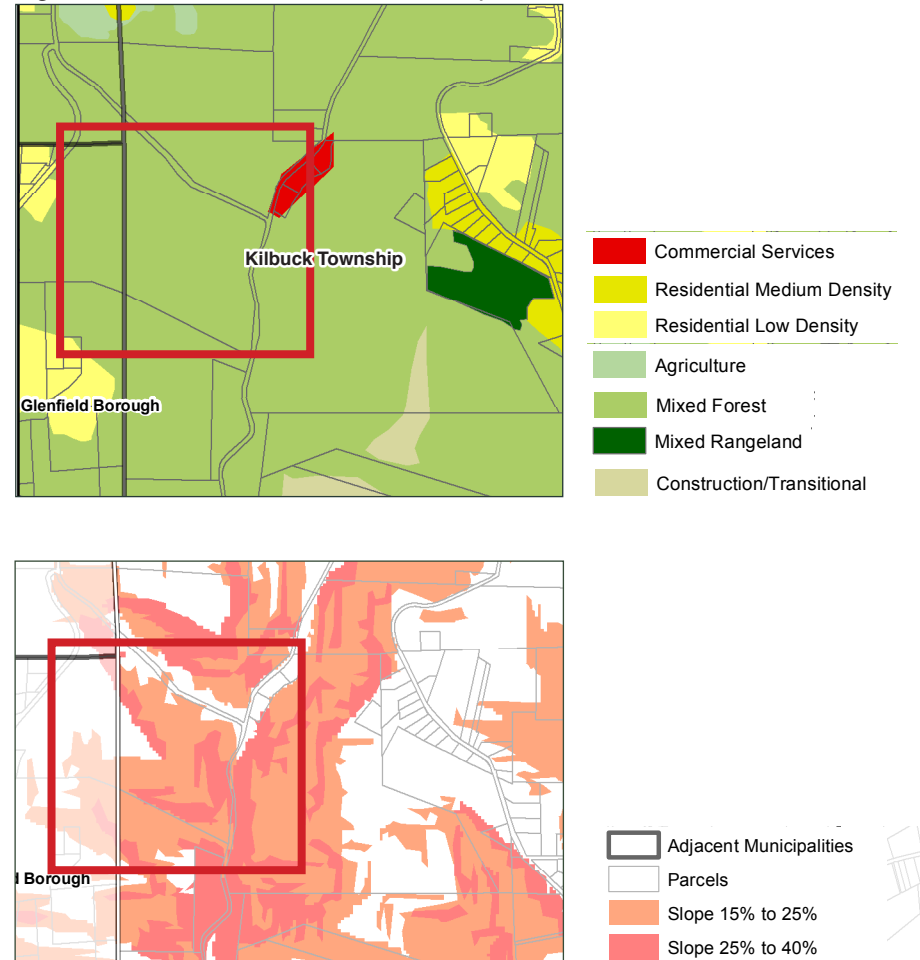 Kilbuck Township
Glenfield Borough
Commercial Services
Residential Medium Density
Residential Low Density
Agriculture
Mixed Forest
Mixed Rangeland
Construction/Transitional
Borough
Adjacent Municipalities
Parcels
Slope 15% to 25%
Slope 25% to 40%